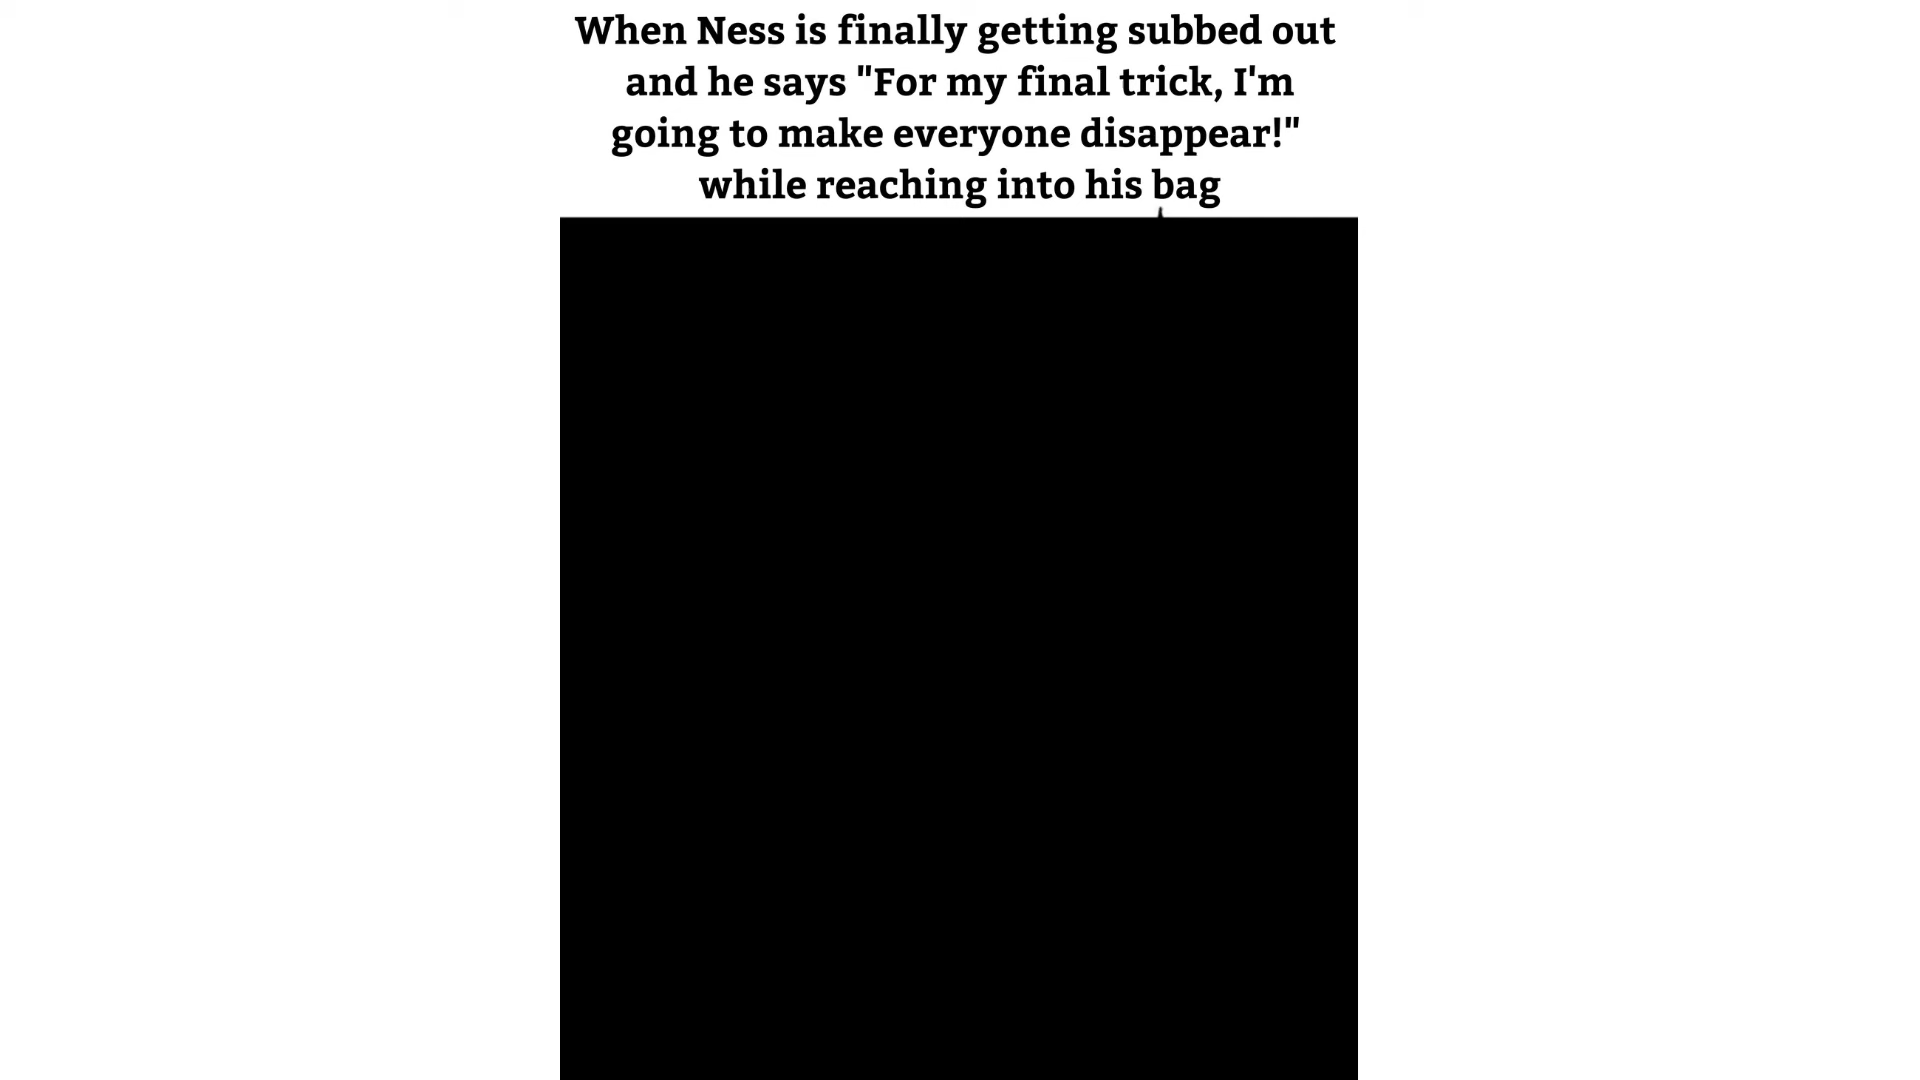 When Ness is finally getting subbed out
and he says "For my final trick, I'm
going to make everyone disappear!"
while reaching into his bag